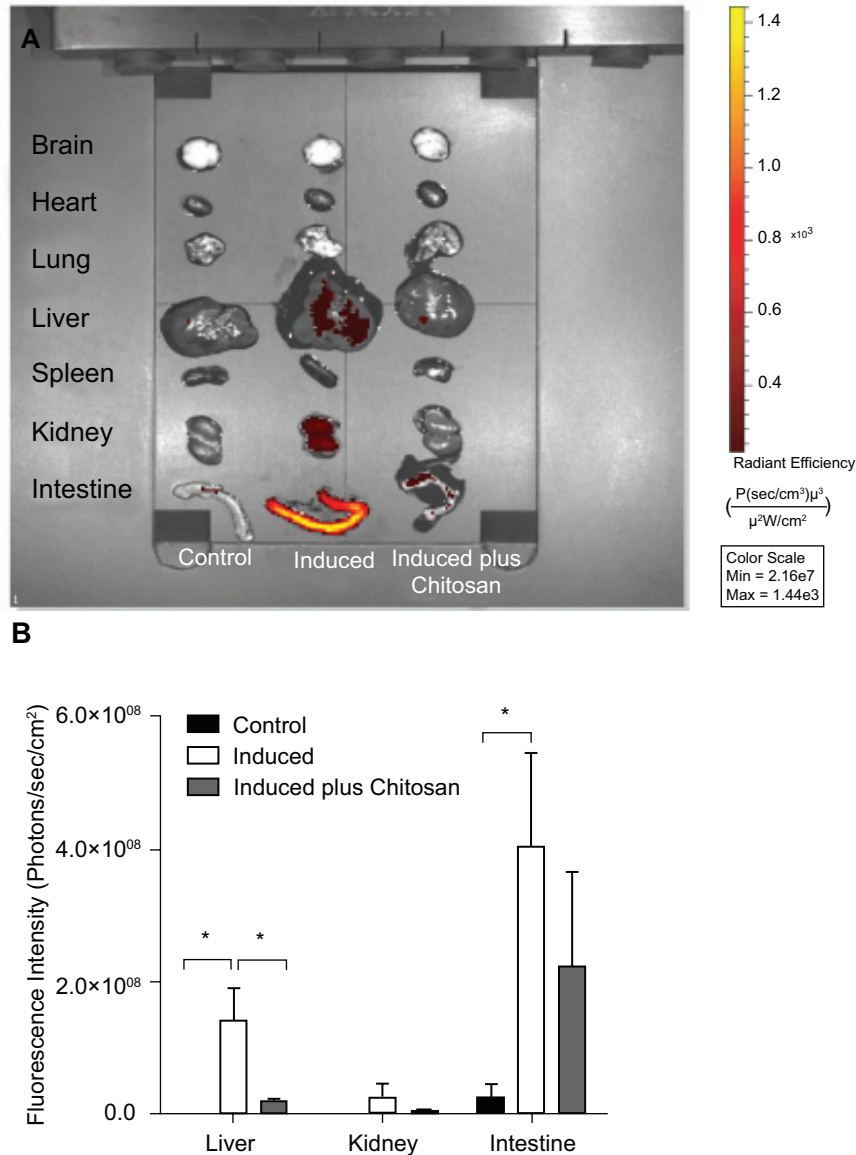 A
Brain
Heart
Lung
Liver
Spleen
Kidney
Intestine
Control
Induced
Induced plus
Chitosan
1
1.4
1.2
1.0
0.8 x10³
0.6
0.4
Radiant Efficiency
(P(sec/cm³)μ³
μ²W/cm²)
Color Scale
Min = 2.16e7
Max = 1.44e3
B
Fluorescence Intensity (Photons/sec/cm²)
6.0×10⁰⁸
4.0×10⁰⁸
2.0×10⁰⁸
0.0
Control
Induced
Induced plus Chitosan
* * *
Liver Kidney Intestine